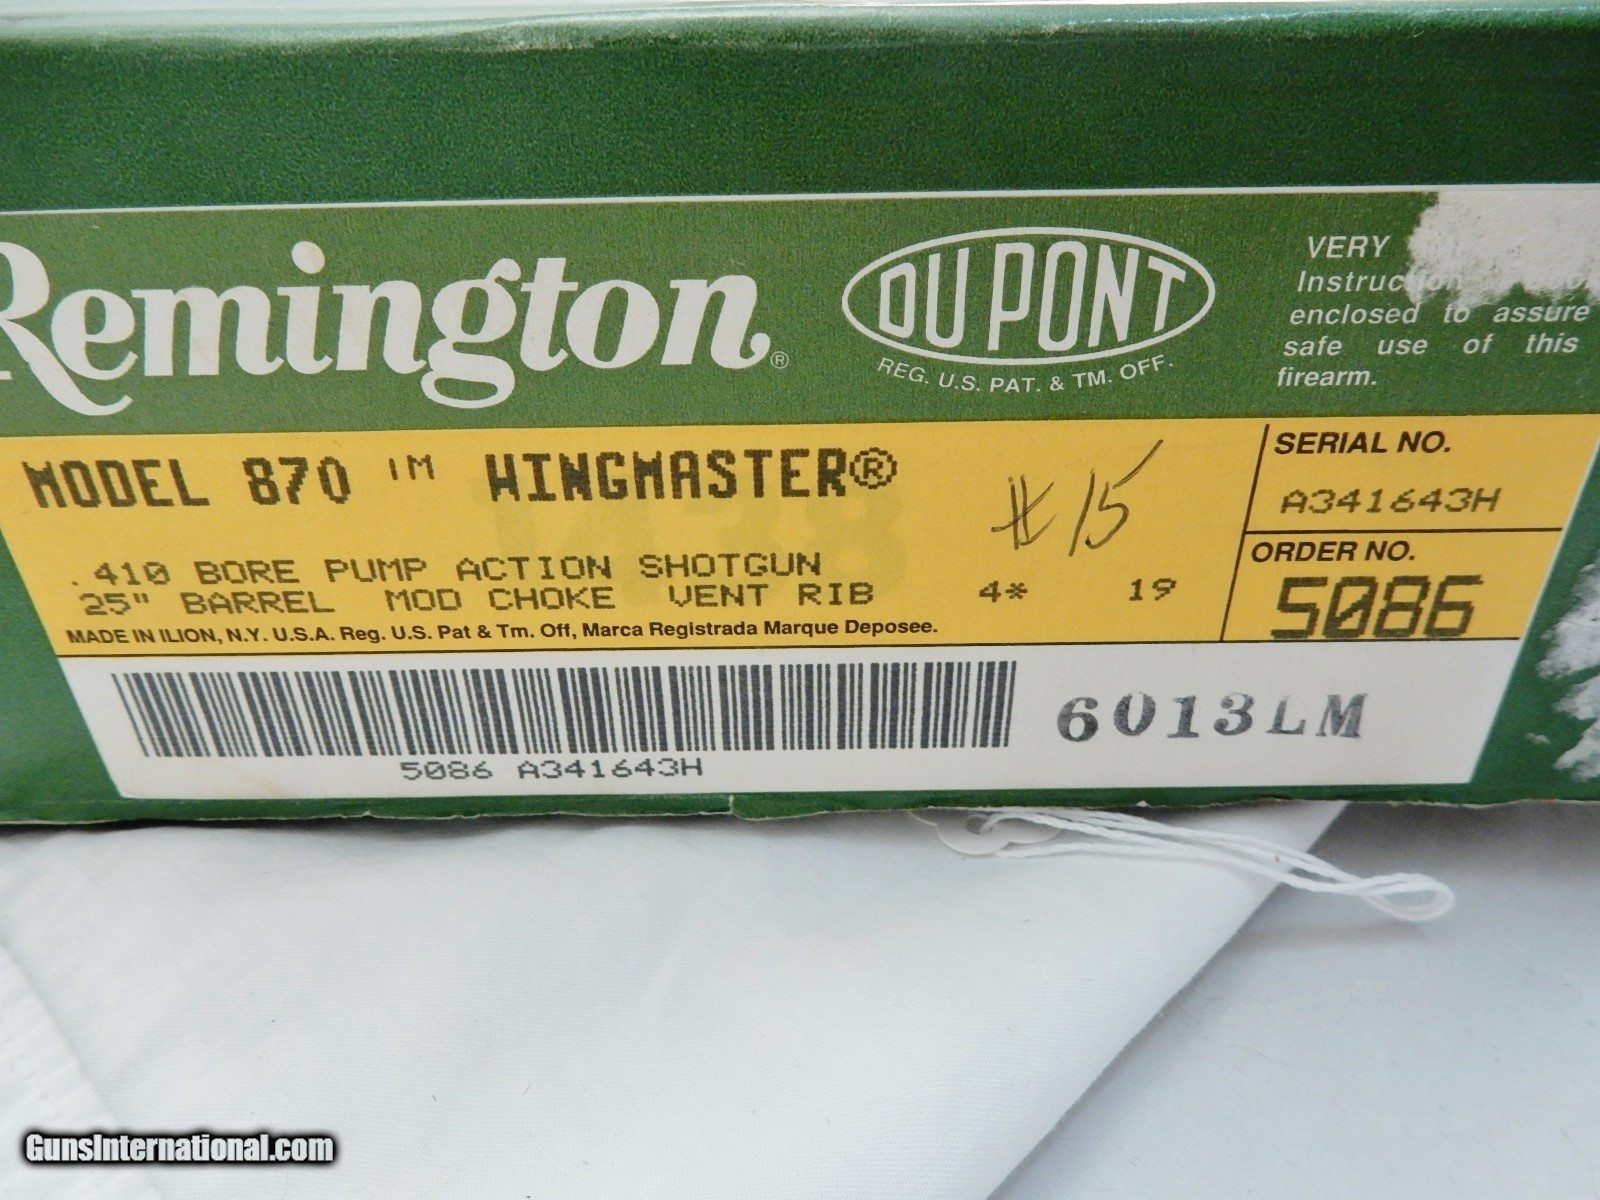 Remington®
DU PONT
REG. U.S. PAT. & TM. OFF.
VERY
enclosed to assure
safe use of this
firearm.
MODEL 870 TM WINGMASTER®
#15
SERIAL NO.
A341643H
.410 BORE PUMP ACTION SHOTGUN
ORDER NO.
25" BARREL MOD CHOKE VENT RIB 4* 19
5086
MADE IN ILION, N.Y. U.S.A. Reg. U.S. Pat & Tm. Off, Marca Registrada Marque Deposee.
6013LM
5086 A341643H
GunsInternational.com